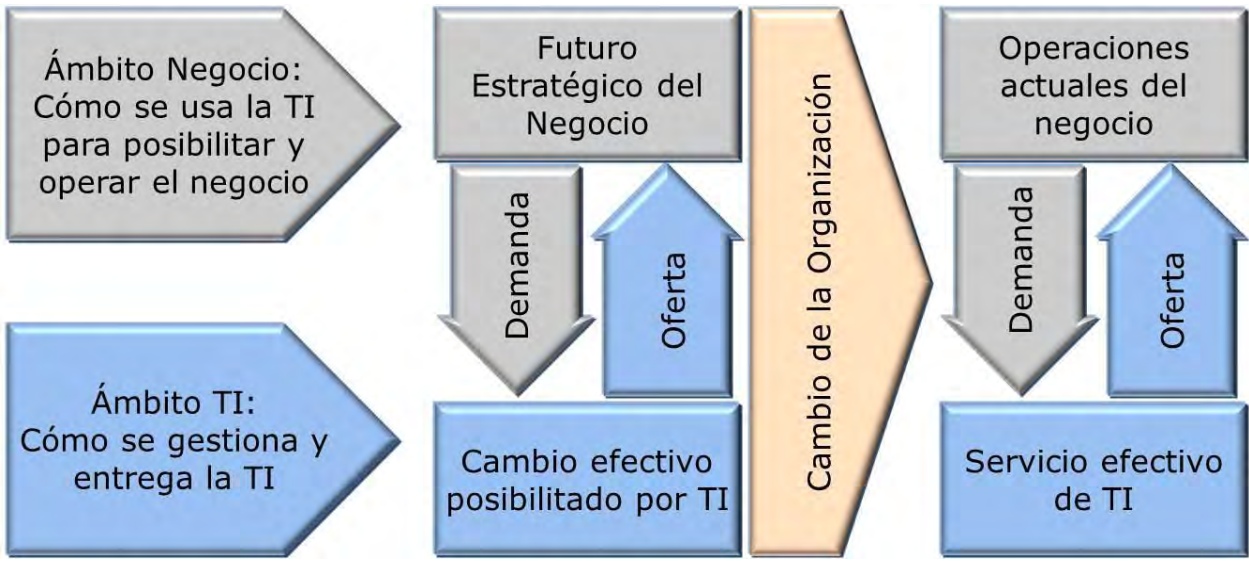 Ámbito Negocio:
Cómo se usa la TI
para posibilitar y
operar el negocio
Ámbito TI:
Cómo se gestiona y
entrega la TI
Futuro
Estratégico del
Negocio
Demanda
Oferta
Cambio efectivo
posibilitado por TI
Cambio de la Organización
Operaciones
actuales del
negocio
Demanda
Oferta
Servicio efectivo
de TI